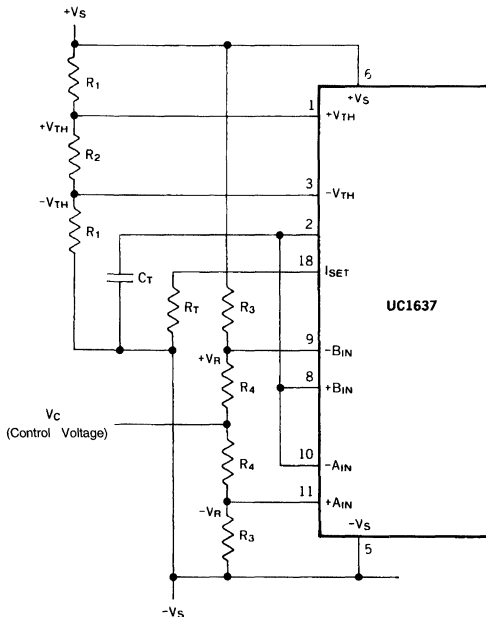 +VS
R1
6
+VS
1
+VTH
+VTH
R2
3
-VTH
-VTH
R1
2
CT
18
ISET
RT
R3
UC1637
9
-BIN
+VR
8
+BIN
R4
VC
(Control Voltage)
R4
10
-AIN
11
+AIN
-VR
R3
-VS
5
-VS